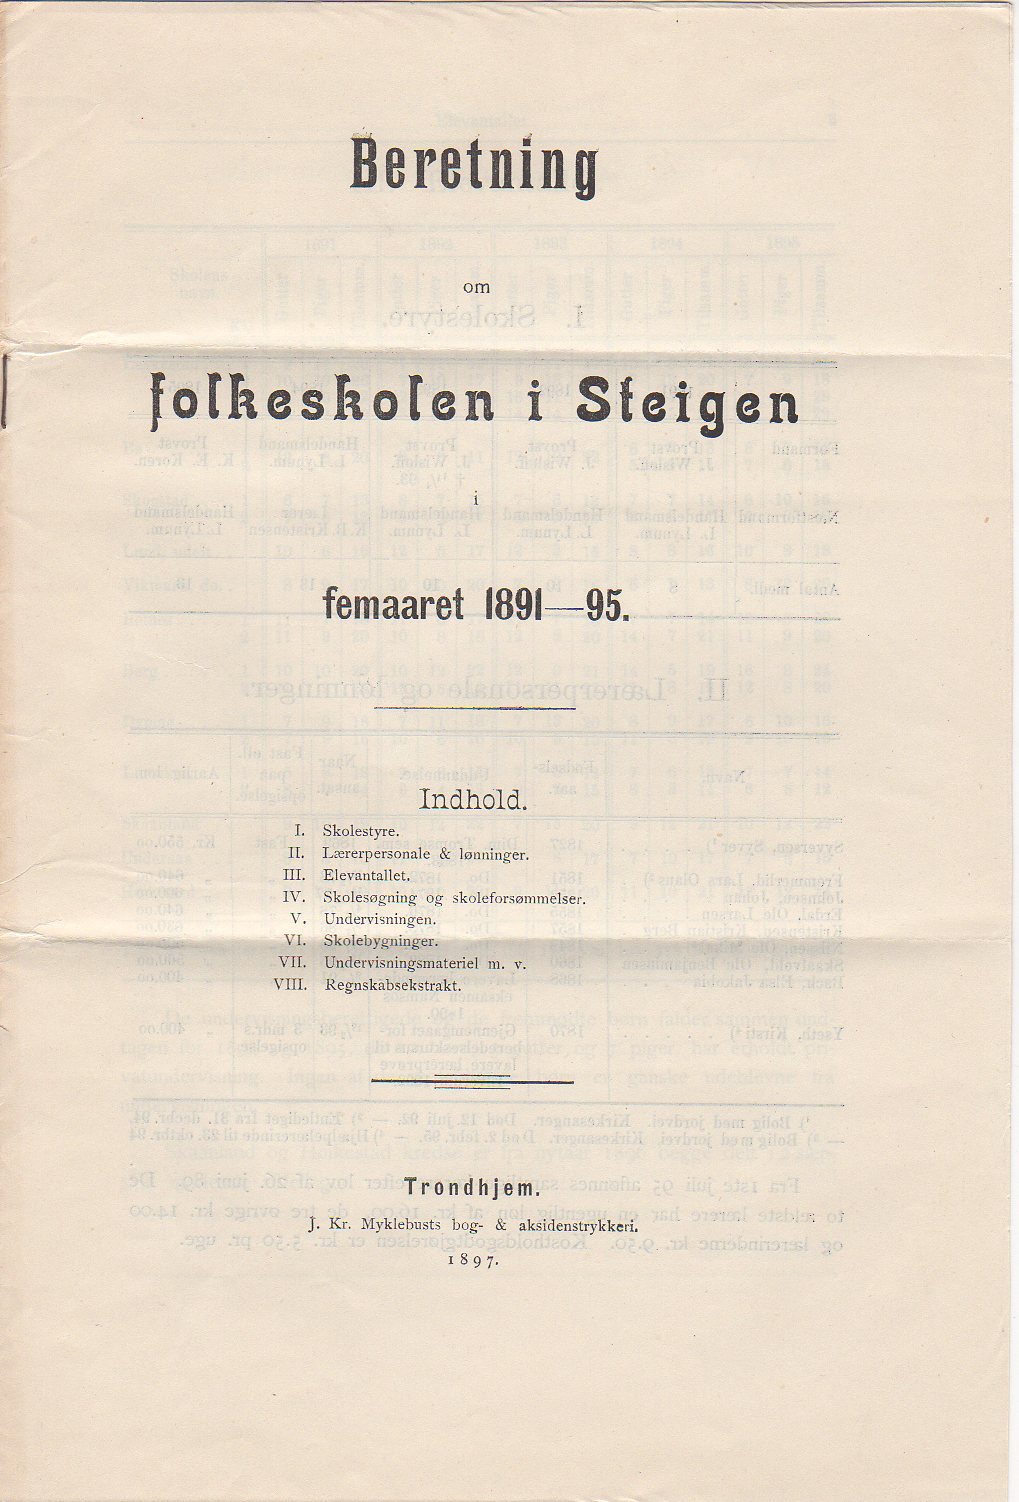 Beretning
om
folkeskolen i Steigen
i
femaaret 1891—95.
Indhold.
I. Skolestyre.
II. Lærerpersonale & lønninger.
III. Elevantallet.
IV. Skolesøgning og skoleforsømmelser.
V. Undervisningen.
VI. Skolebygninger.
VII. Undervisningsmateriel m. v.
VIII. Regnskabsekstrakt.
Trondhjem.
J. Kr. Myklebusts bog- & aksidenstrykkeri.
1897.